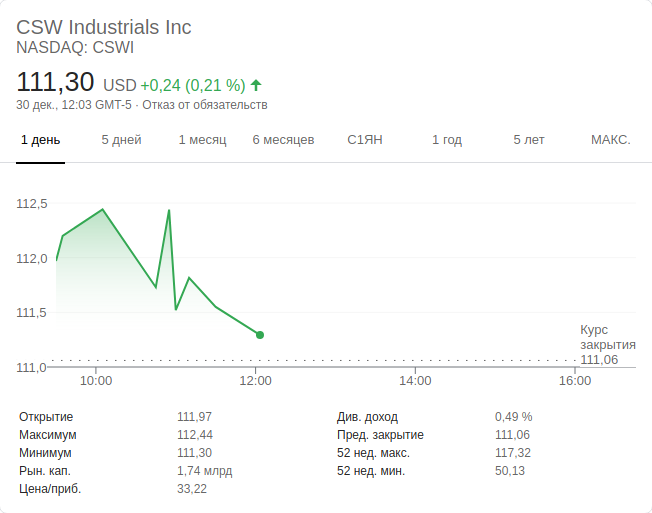 CSW Industrials Inc
NASDAQ: CSWI
111,30 USD +0,24 (0,21 %)
30 дек., 12:03 GMT-5 · Отказ от обязательств
1 день 5 дней 1 месяц 6 месяцев С1ЯН 1 год 5 лет МАКС.
112,5
112,0
111,5
111,0
Курс
закрытия
111,06
10:00 12:00 14:00 16:00
Открытие 111,97 Див. доход 0,49 %
Максимум 112,44 Пред. закрытие 111,06
Минимум 111,30 52 нед. макс. 117,32
Рын. кап. 1,74 млрд 52 нед. мин. 50,13
Цена/приб. 33,22